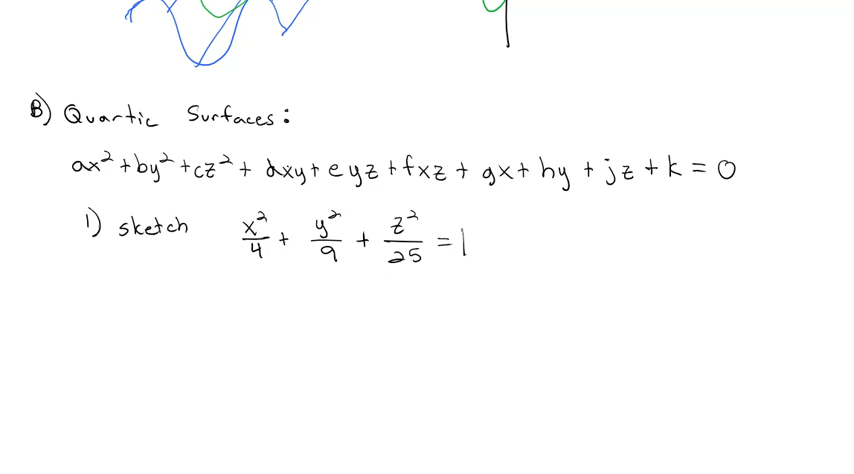 B) Quartic Surfaces:
ax² + by² + cz² + dxy + eyz + fxz + gx + hy + jz + k = 0
1) sketch x²/4 + y²/9 + z²/25 = 1